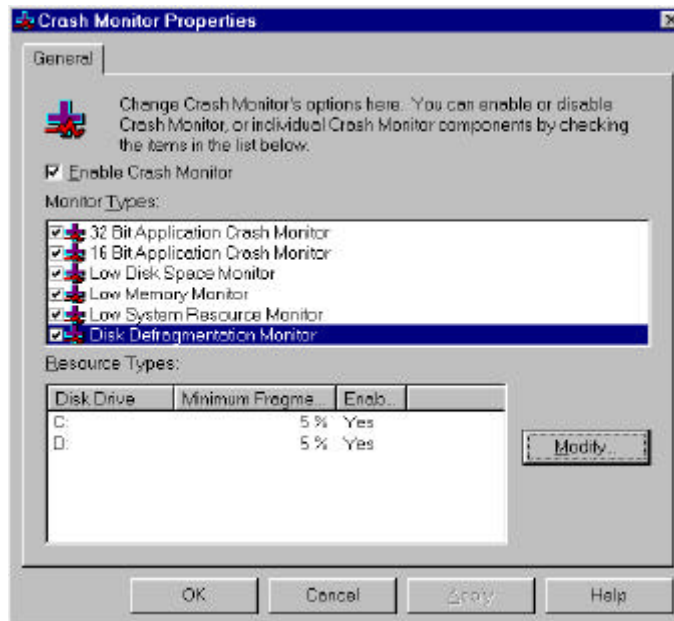 Crash Monitor Properties
General
Change Crash Monitor's options here. You can enable or disable
Crash Monitor, or individual Crash Monitor components by checking
the items in the list below.
Enable Crash Monitor
Monitor Types:
32 Bit Application Crash Monitor
16 Bit Application Crash Monitor
Low Disk Space Monitor
Low Memory Monitor
Low System Resource Monitor
Disk Defragmentation Monitor
Resource Types:
Disk Drive Minimum Fragme... Enab...
C: 5 % Yes
D: 5 % Yes
Modify...
OK Cancel Apply Help